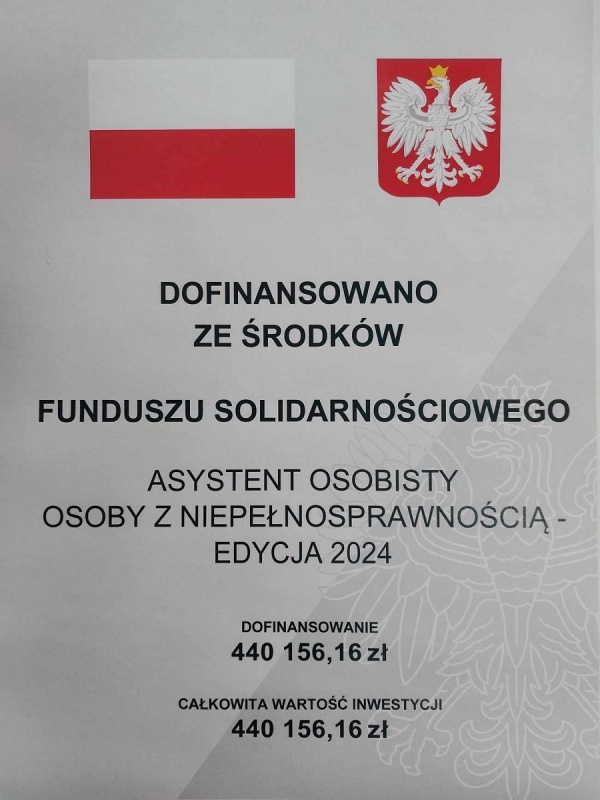 DOFINANSOWANO
ZE ŚRODKÓW
FUNDUSZU SOLIDARNOŚCIOWEGO
ASYSTENT OSOBISTY
OSOBY Z NIEPEŁNOSPRAWNOŚCIĄ -
EDYCJA 2024
DOFINANSOWANIE
440 156,16 zł
CAŁKOWITA WARTOŚĆ INWESTYCJI
440 156,16 zł